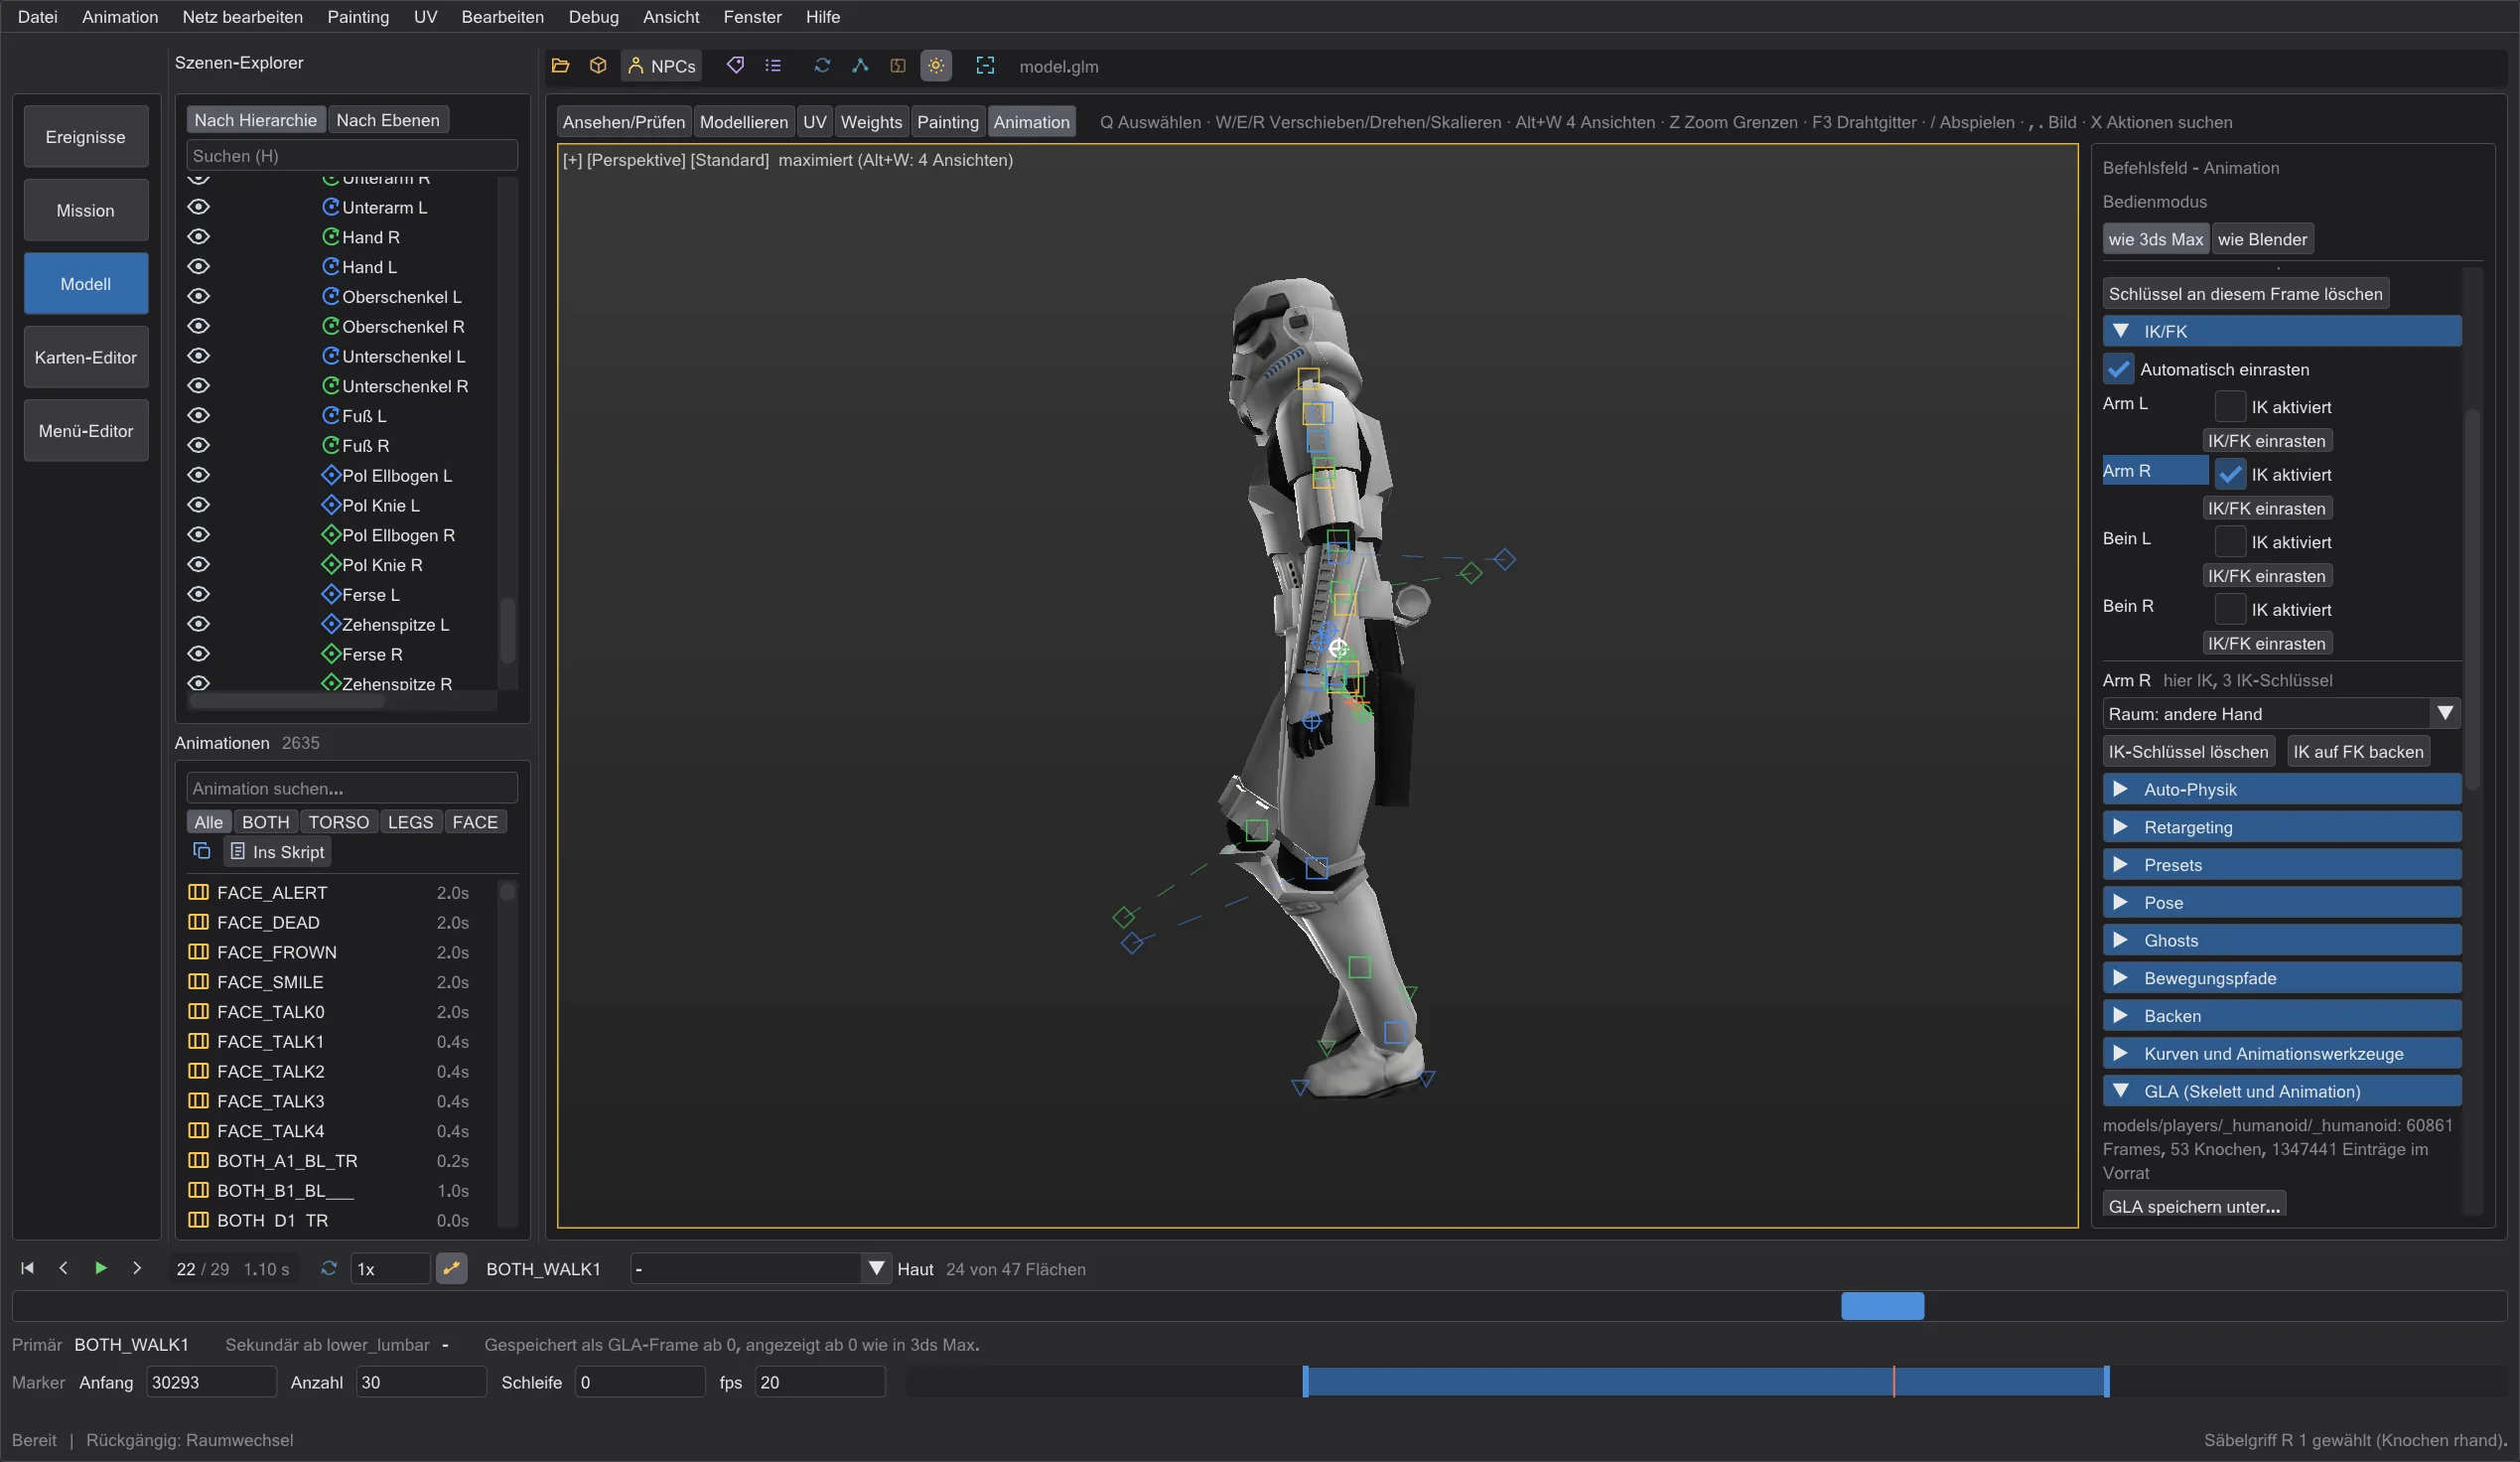 Datei Animation Netz bearbeiten Painting UV Bearbeiten Debug Ansicht Fenster Hilfe
Szenen-Explorer
NPCs model.glm
Ereignisse
Mission
Modell
Karten-Editor
Menü-Editor
Nach Hierarchie Nach Ebenen
Suchen (H)
Unterarm R
Unterarm L
Hand R
Hand L
Oberschenkel L
Oberschenkel R
Unterschenkel L
Unterschenkel R
Fuß L
Fuß R
Pol Ellbogen L
Pol Knie L
Pol Ellbogen R
Pol Knie R
Ferse L
Zehenspitze L
Ferse R
Zehenspitze R
Animationen 2635
Animation suchen...
Alle BOTH TORSO LEGS FACE
Ins Skript
FACE_ALERT 2.0s
FACE_DEAD 2.0s
FACE_FROWN 2.0s
FACE_SMILE 2.0s
FACE_TALK0 2.0s
FACE_TALK1 0.4s
FACE_TALK2 0.4s
FACE_TALK3 0.4s
FACE_TALK4 0.4s
BOTH_A1_BL_TR 0.2s
BOTH_B1_BL___ 1.0s
BOTH D1 TR 0.0s
Ansehen/Prüfen Modellieren UV Weights Painting Animation Q Auswählen · W/E/R Verschieben/Drehen/Skalieren · Alt+W 4 Ansichten · Z Zoom Grenzen · F3 Drahtgitter · / Abspielen · , . Bild · X Aktionen suchen
[+] [Perspektive] [Standard] maximiert (Alt+W: 4 Ansichten)
Befehlsfeld - Animation
Bedienmodus
wie 3ds Max wie Blender
Schlüssel an diesem Frame löschen
IK/FK
Automatisch einrasten
Arm L IK aktiviert
IK/FK einrasten
Arm R IK aktiviert
IK/FK einrasten
Bein L IK aktiviert
IK/FK einrasten
Bein R IK aktiviert
IK/FK einrasten
Arm R hier IK, 3 IK-Schlüssel
Raum: andere Hand
IK-Schlüssel löschen IK auf FK backen
Auto-Physik
Retargeting
Presets
Pose
Ghosts
Bewegungspfade
Backen
Kurven und Animationswerkzeuge
GLA (Skelett und Animation)
models/players/_humanoid/_humanoid: 60861
Frames, 53 Knochen, 1347441 Einträge im
Vorrat
GLA speichern unter...
22 / 29 1.10 s 1x BOTH_WALK1 - Haut 24 von 47 Flächen
Primär BOTH_WALK1 Sekundär ab lower_lumbar - Gespeichert als GLA-Frame ab 0, angezeigt ab 0 wie in 3ds Max.
Marker Anfang 30293 Anzahl 30 Schleife 0 fps 20
Bereit | Rückgängig: Raumwechsel Säbelgriff R 1 gewählt (Knochen rhand).